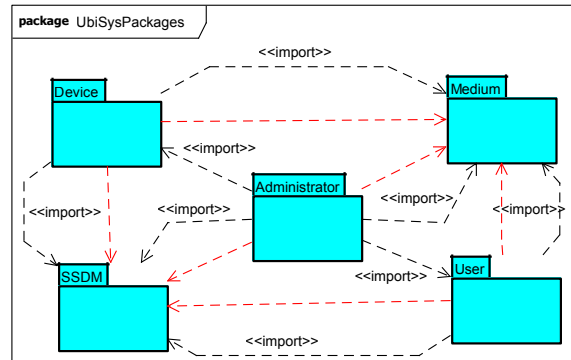 package UbiSysPackages
<<import>>
Device
Medium
<<import>>
Administrator
<<import>>
<<import>>
<<import>>
<<import>>
SSDM
<<import>>
User
<<import>>